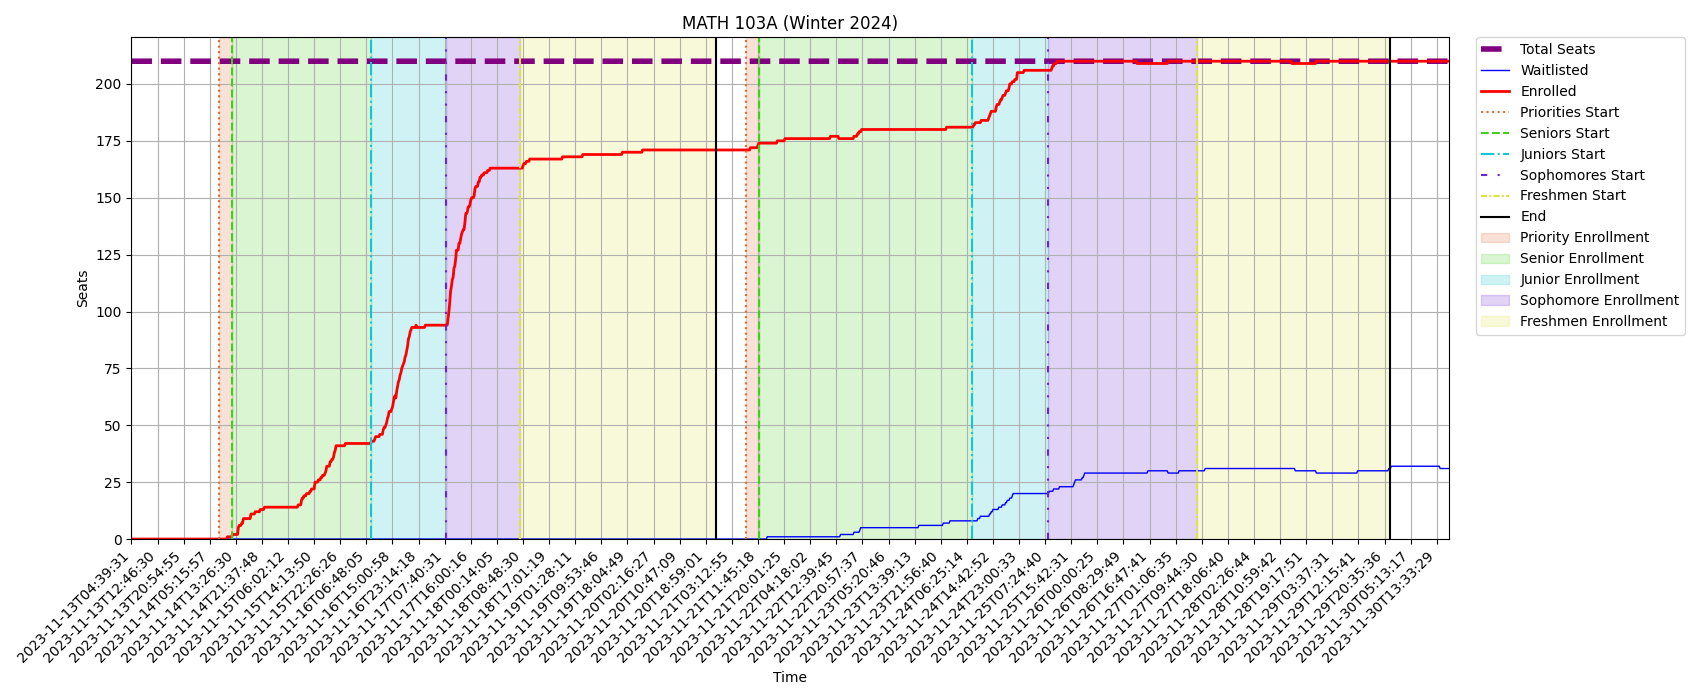 MATH 103A (Winter 2024)
Seats
200
175
150
125
100
75
50
25
0
2023-11-13T04:39:31
2023-11-13T12:46:30
2023-11-13T20:54:55
2023-11-14T05:15:57
2023-11-14T13:26:30
2023-11-14T21:37:48
2023-11-15T06:02:12
2023-11-15T14:13:50
2023-11-15T22:26:26
2023-11-16T06:48:05
2023-11-16T15:00:58
2023-11-16T23:14:18
2023-11-17T07:40:31
2023-11-18T00:14:05
2023-11-18T08:48:30
2023-11-18T17:01:19
2023-11-19T01:28:11
2023-11-19T09:53:46
2023-11-19T18:04:49
2023-11-20T02:16:27
2023-11-20T10:47:09
2023-11-20T18:59:01
2023-11-21T03:12:55
2023-11-21T11:45:18
2023-11-21T20:01:25
2023-11-22T04:18:02
2023-11-22T12:39:45
2023-11-22T20:57:37
2023-11-23T05:20:46
2023-11-23T13:39:13
2023-11-23T21:56:40
2023-11-24T06:25:14
2023-11-24T14:42:52
2023-11-24T23:00:33
2023-11-25T07:24:40
2023-11-25T15:42:31
2023-11-26T00:00:25
2023-11-26T08:29:49
2023-11-26T16:47:41
2023-11-27T01:06:35
2023-11-27T09:44:30
2023-11-27T18:06:40
2023-11-28T02:26:44
2023-11-28T10:59:42
2023-11-28T19:17:51
2023-11-29T03:37:31
2023-11-29T12:15:41
2023-11-29T20:35:36
2023-11-30T05:13:17
2023-11-30T13:33:29
Time
Total Seats
Waitlisted
Enrolled
Priorities Start
Seniors Start
Juniors Start
Sophomores Start
Freshmen Start
End
Priority Enrollment
Senior Enrollment
Junior Enrollment
Sophomore Enrollment
Freshmen Enrollment